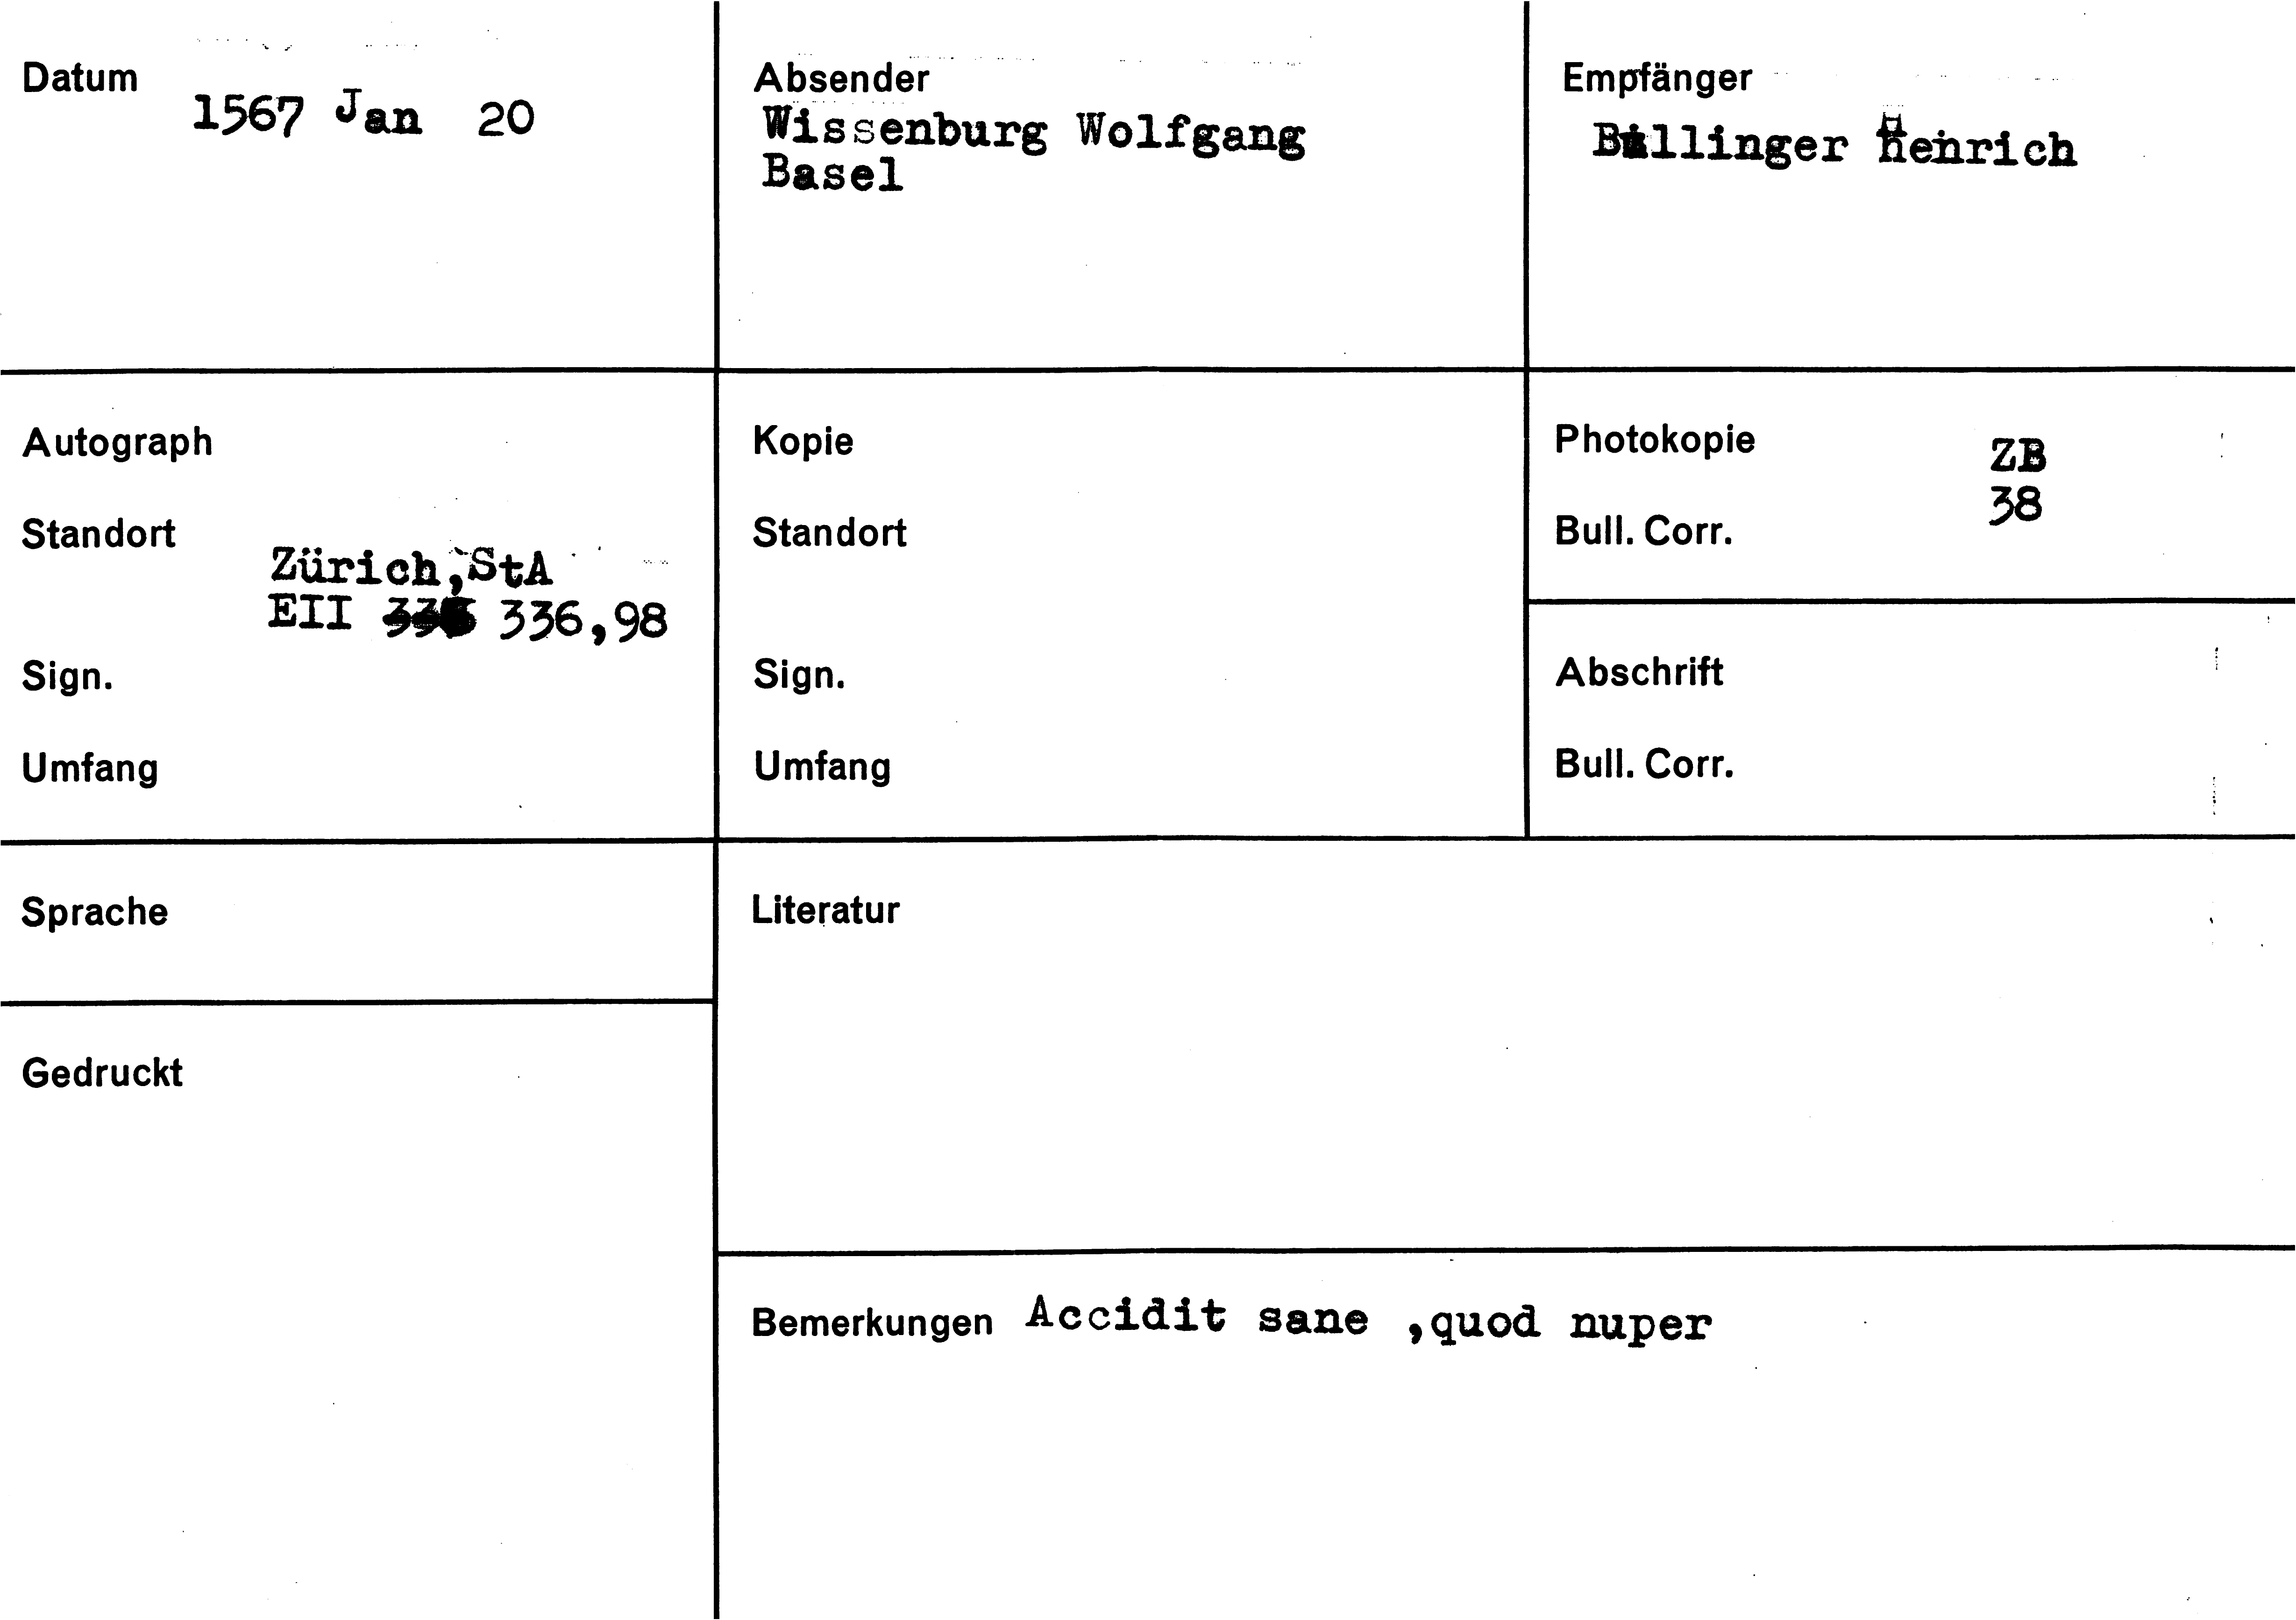 Datum
1567 Jan 20
Absender
Wissenburg Wolfgang
Basel
Empfänger
Bullinger Heinrich
Autograph
Standort
Zürich,StA
EII 336,98
Sign.
Umfang
Kopie
Standort
Sign.
Umfang
Photokopie ZB
Bull. Corr. 38
Abschrift
Bull. Corr.
Sprache
Gedruckt
Literatur
Bemerkungen Accidit sane ,quod nuper